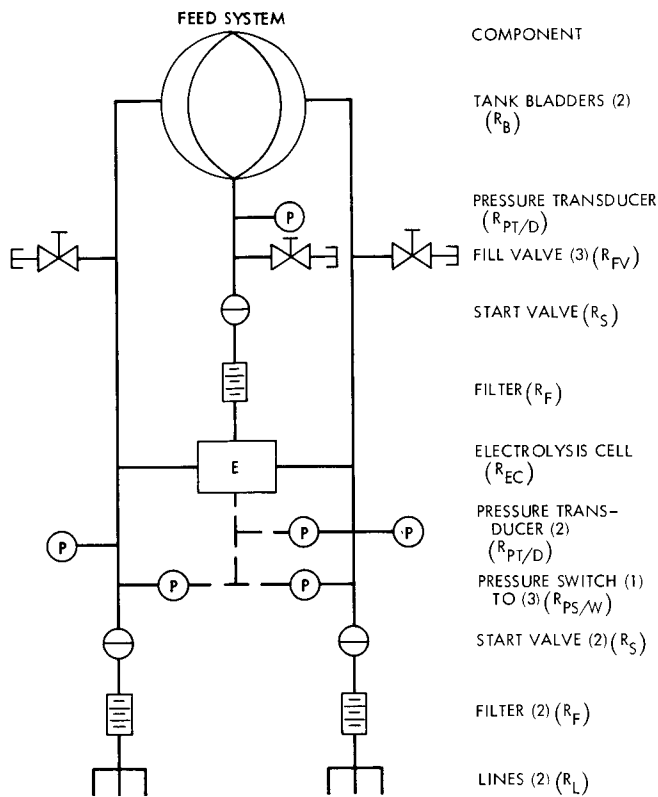 FEED SYSTEM
COMPONENT
TANK BLADDERS (2)
(R_B)
PRESSURE TRANSDUCER
(R_PT/D)
P
FILL VALVE (3) (R_FV)
START VALVE (R_S)
FILTER (R_F)
E
ELECTROLYSIS CELL
(R_EC)
PRESSURE TRANS-
DUCER (2)
(R_PT/D)
P
P
P
PRESSURE SWITCH (1)
TO (3) (R_PS/W)
P
P
START VALVE (2) (R_S)
FILTER (2) (R_F)
LINES (2) (R_L)